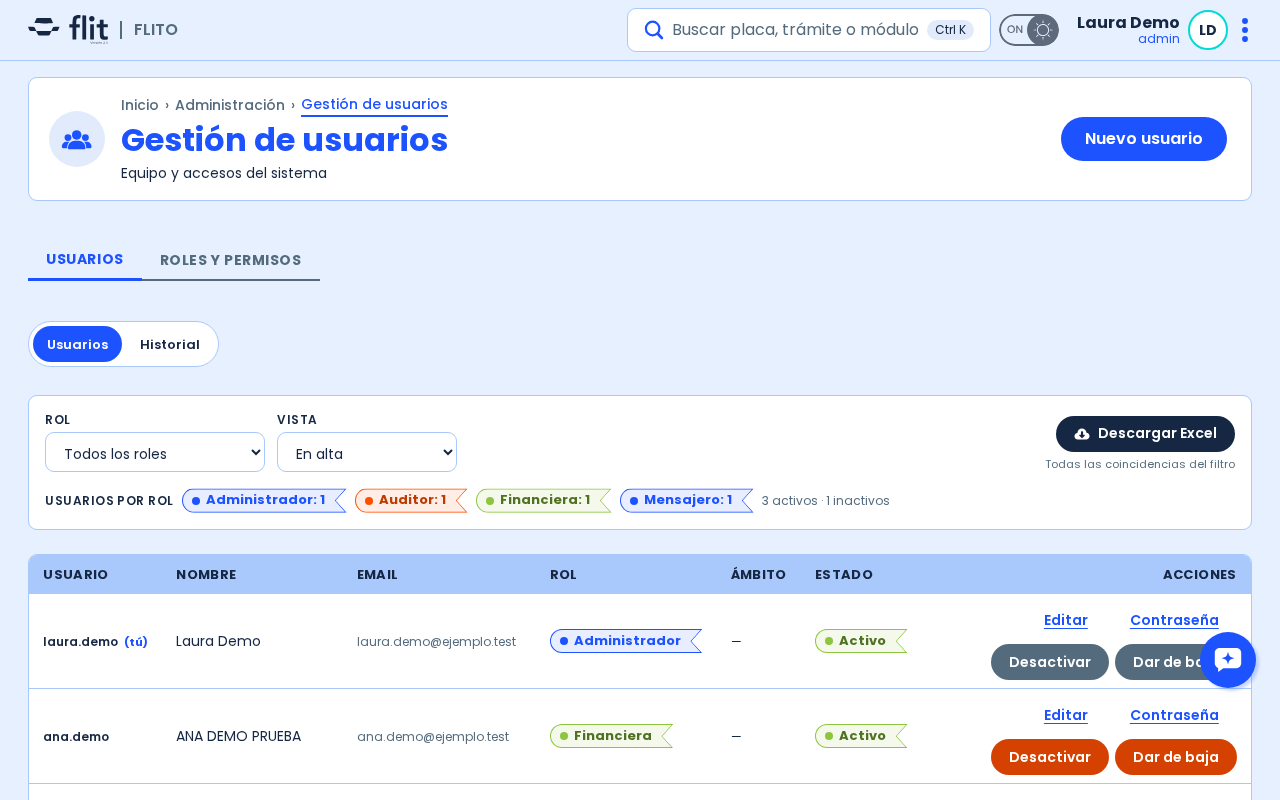 flit | FLITO
Buscar placa, trámite o módulo Ctrl K
ON
Laura Demo
admin
LD
Inicio › Administración › Gestión de usuarios
Gestión de usuarios
Equipo y accesos del sistema
Nuevo usuario
USUARIOS ROLES Y PERMISOS
Usuarios Historial
ROL VISTA
Todos los roles En alta
Descargar Excel
Todas las coincidencias del filtro
USUARIOS POR ROL Administrador: 1 Auditor: 1 Financiera: 1 Mensajero: 1 3 activos · 1 inactivos
USUARIO NOMBRE EMAIL ROL ÁMBITO ESTADO ACCIONES
laura.demo (tú) Laura Demo laura.demo@ejemplo.test Administrador — Activo Editar Contraseña
Desactivar Dar de
ana.demo ANA DEMO PRUEBA ana.demo@ejemplo.test Financiera — Activo Editar Contraseña
Desactivar Dar de baja